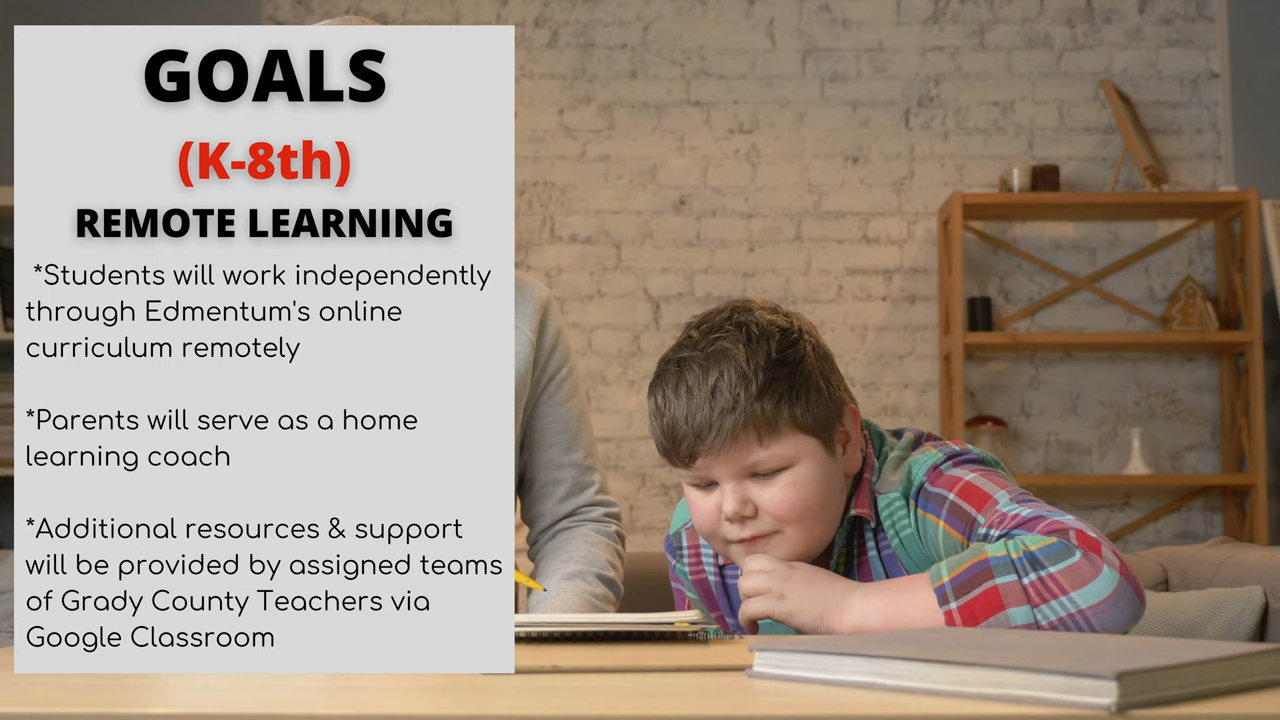 GOALS
(K-8th)
REMOTE LEARNING
*Students will work independently
through Edmentum's online
curriculum remotely
*Parents will serve as a home
learning coach
*Additional resources & support
will be provided by assigned teams
of Grady County Teachers via
Google Classroom